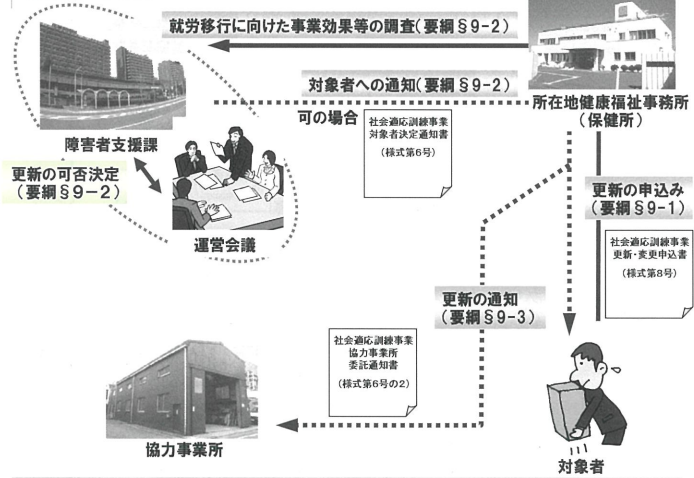 就労移行に向けた事業効果等の調査(要綱§9-2)
対象者への通知(要綱§9-2)
可の場合
社会適応訓練事業
対象者決定通知書
(様式第6号)
所在地健康福祉事務所
(保健所)
障害者支援課
更新の可否決定
(要綱§9-2)
運営会議
更新の申込み
(要綱§9-1)
社会適応訓練事業
更新・変更申込書
(様式第8号)
更新の通知
(要綱§9-3)
社会適応訓練事業
協力事業所
委託通知書
(様式第6号の2)
協力事業所
対象者